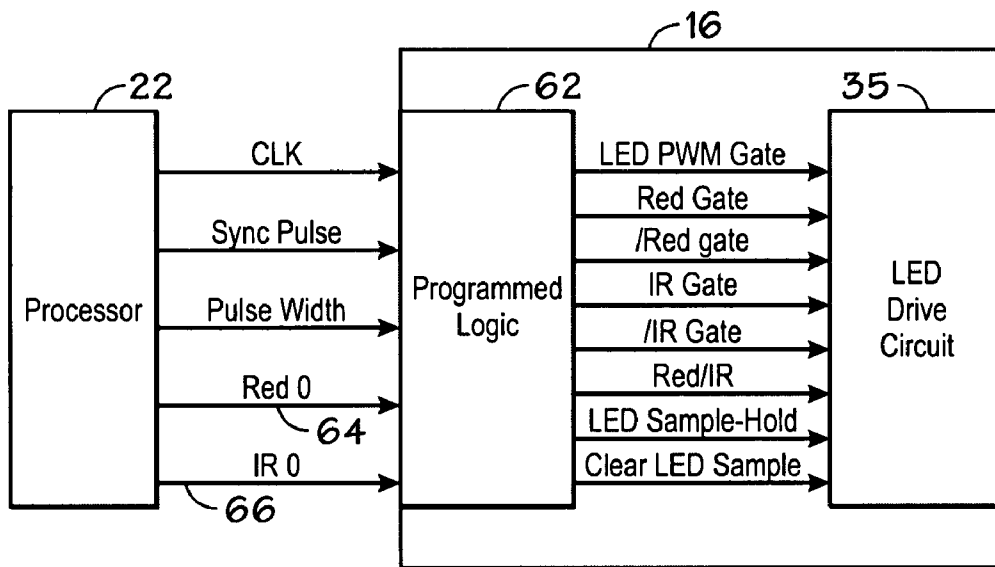 16
22
62
35
CLK
LED PWM Gate
Red Gate
Sync Pulse
/Red gate
Processor
Pulse Width
Programmed
Logic
IR Gate
LED
Drive
Circuit
/IR Gate
Red 0
64
Red/IR
LED Sample-Hold
IR 0
66
Clear LED Sample